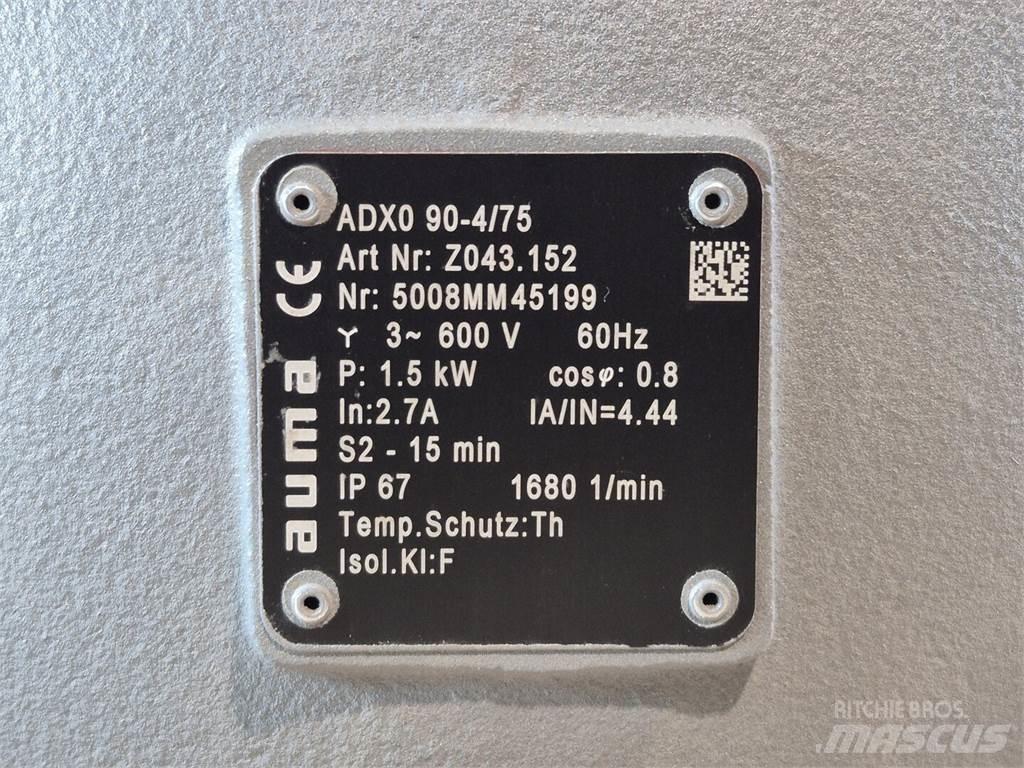 ADX0 90-4/75
Art Nr: Z043.152
Nr: 5008MM45199
3~ 600 V 60Hz
P: 1.5 kW cosφ: 0.8
In:2.7A IA/IN=4.44
S2 - 15 min
IP 67 1680 1/min
Temp.Schutz:Th
Isol.Kl:F
CE
auma
RITCHIE BROS.
MASCUS